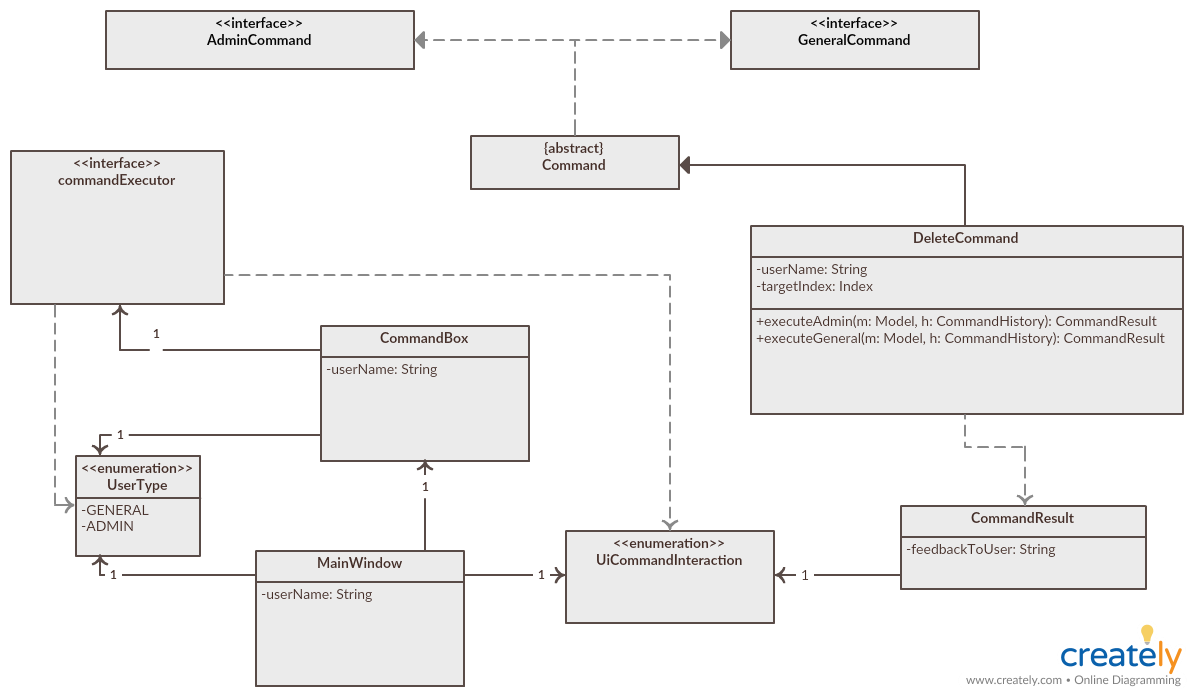 <<interface>>
AdminCommand
<<interface>>
GeneralCommand
{abstract}
Command
<<interface>>
commandExecutor
DeleteCommand
-userName: String
-targetIndex: Index
+executeAdmin(m: Model, h: CommandHistory): CommandResult
+executeGeneral(m: Model, h: CommandHistory): CommandResult
1
CommandBox
-userName: String
1
<<enumeration>>
UserType
-GENERAL
-ADMIN
1
CommandResult
-feedbackToUser: String
<<enumeration>>
UiCommandInteraction
MainWindow
-userName: String
1
1
1
creately
www.creately.com • Online Diagramming